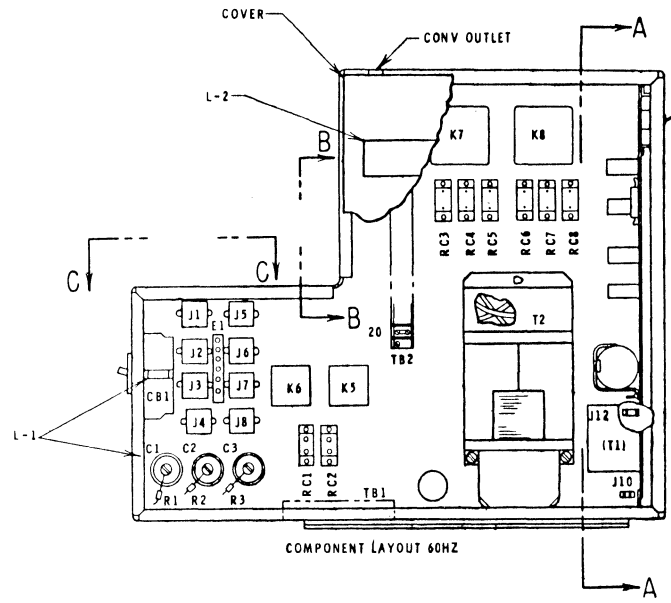 COVER
CONV OUTLET
A
L-2
B
K7
K8
RC3
RC4
RC5
RC6
RC7
RC8
C
C
B
J1
J5
E1
20
TB2
T2
J2
J6
J3
J7
CB1
K6
K5
J12
J4
J8
L-1
(T1)
C1
C2
C3
RC1
RC2
J10
R1
R2
R3
TB1
COMPONENT LAYOUT 60HZ
A